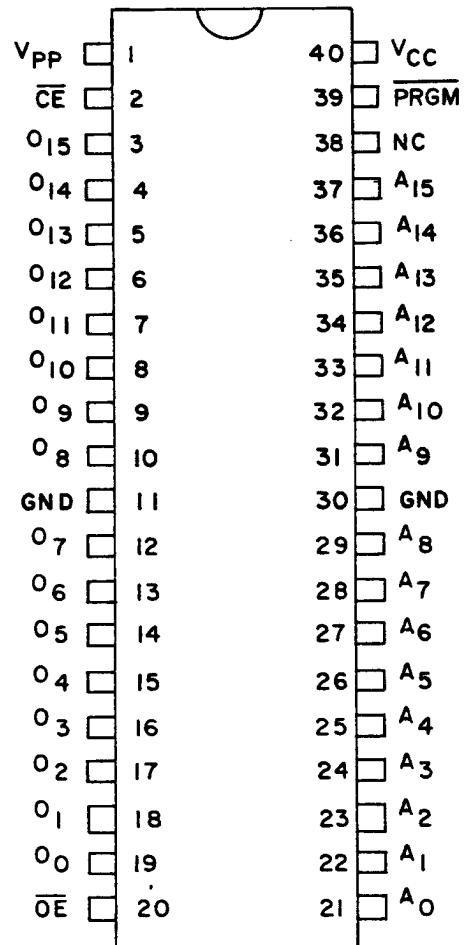 VPP 1 40 VCC
CE 2 39 PRGM
O15 3 38 NC
O14 4 37 A15
O13 5 36 A14
O12 6 35 A13
O11 7 34 A12
O10 8 33 A11
O9 9 32 A10
O8 10 31 A9
GND 11 30 GND
O7 12 29 A8
O6 13 28 A7
O5 14 27 A6
O4 15 26 A5
O3 16 25 A4
O2 17 24 A3
O1 18 23 A2
O0 19 22 A1
OE 20 21 A0